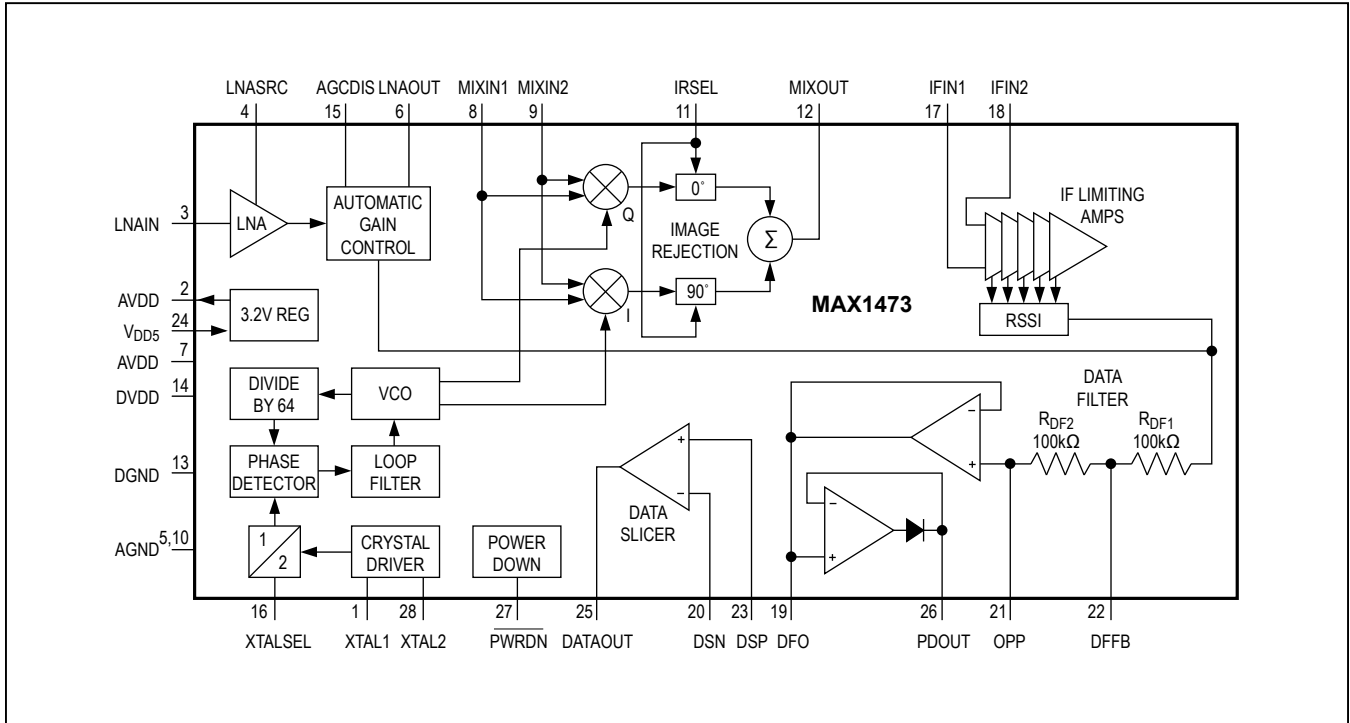 LNASRC AGCDIS LNAOUT MIXIN1 MIXIN2 IRSEL MIXOUT IFIN1 IFIN2
4 15 6 8 9 11 12 17 18
LNAIN 3
LNA
AUTOMATIC
GAIN
CONTROL
Q
0°
IMAGE
REJECTION
Σ
I
90°
IF LIMITING
AMPS
MAX1473
RSSI
AVDD 2
3.2V REG
VDD5 24
AVDD 7
DVDD 14
DIVIDE
BY 64
VCO
DGND 13
PHASE
DETECTOR
LOOP
FILTER
AGND 5,10
1
2
CRYSTAL
DRIVER
POWER
DOWN
+
−
DATA
SLICER
−
+
−
+
DATA
FILTER
RDF2
100kΩ
RDF1
100kΩ
16 1 28 27 25 20 23 19 26 21 22
XTALSEL XTAL1 XTAL2 PWRDN DATAOUT DSN DSP DFO PDOUT OPP DFFB